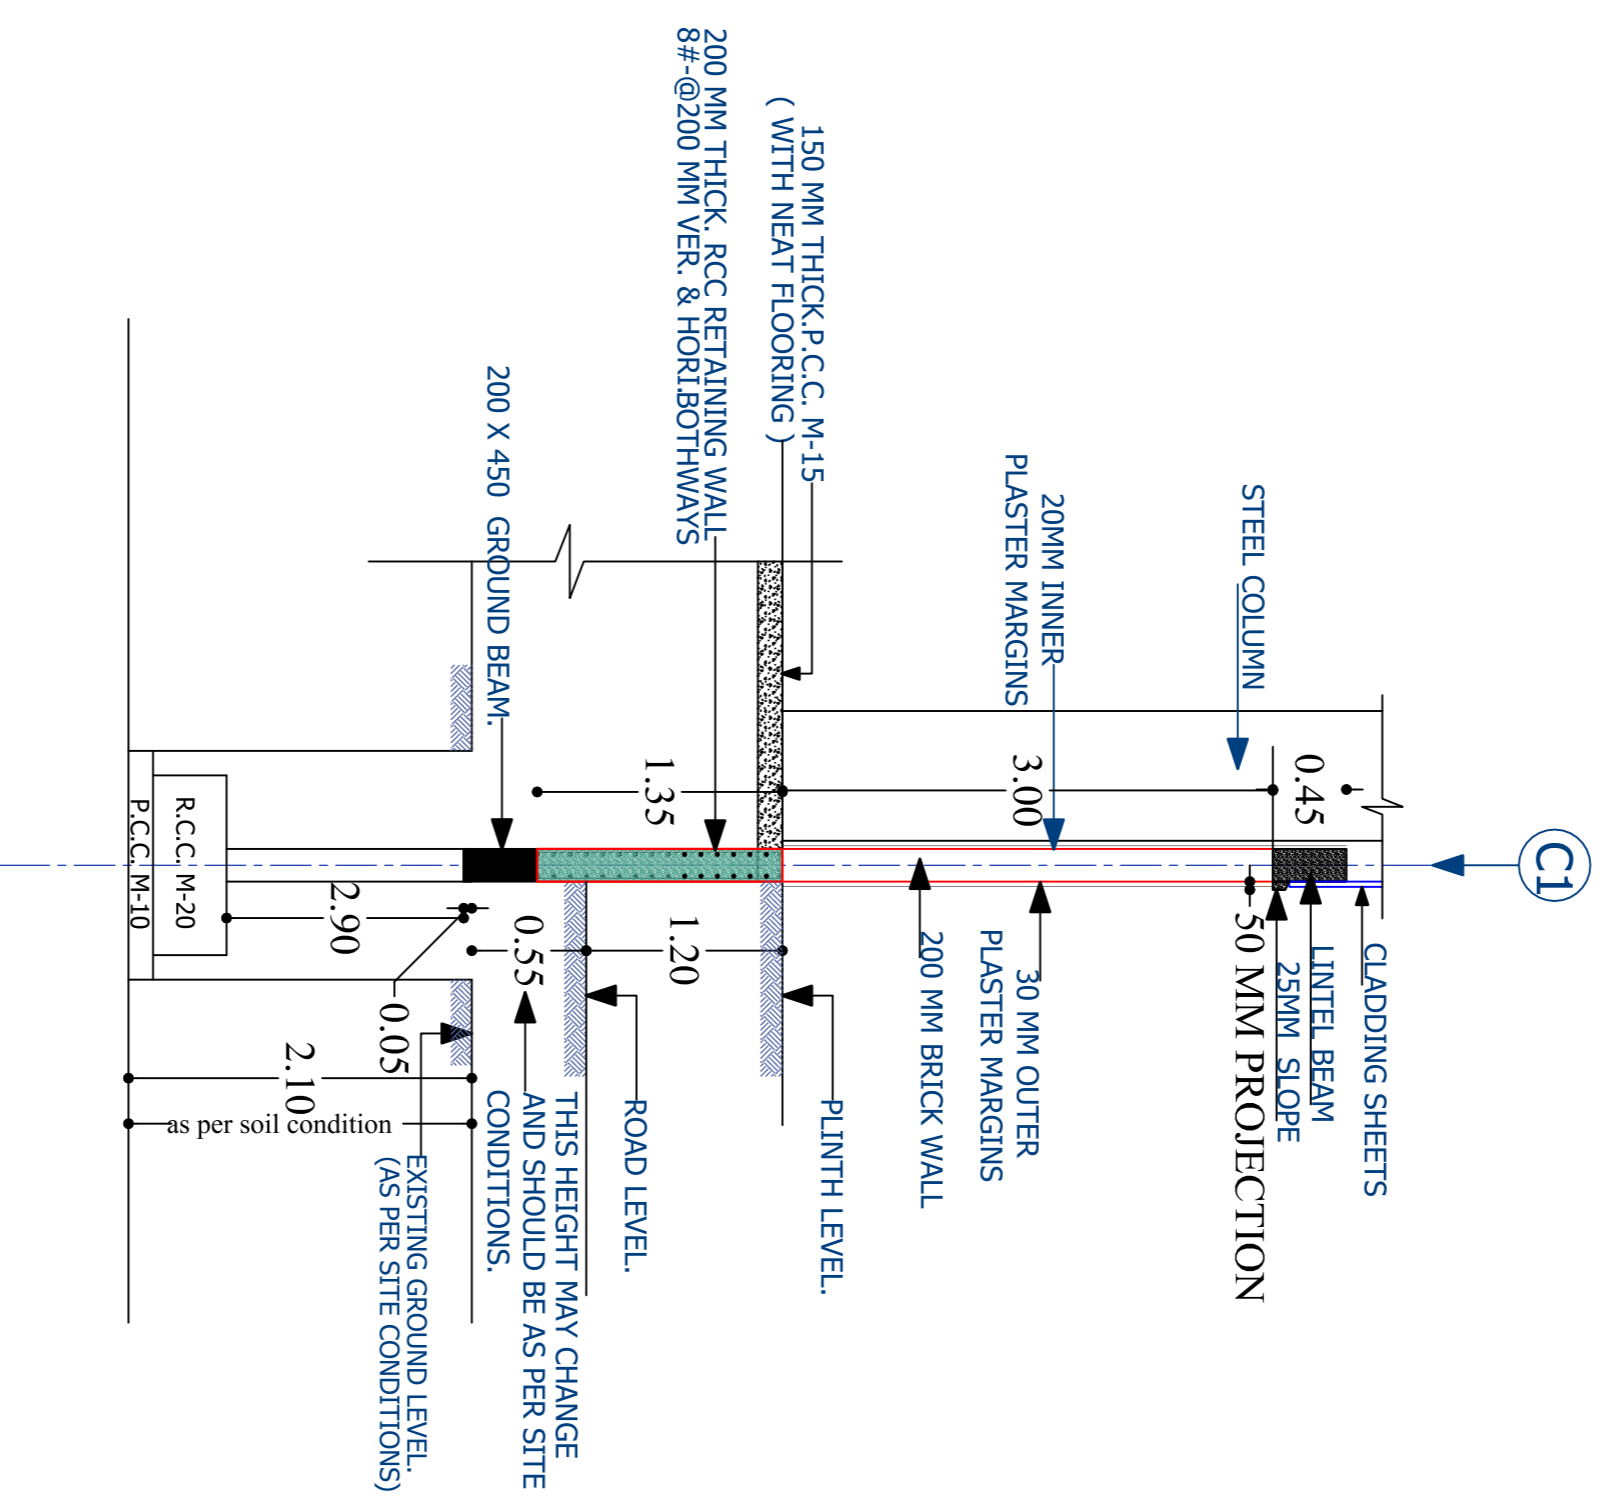 C1
CLADDING SHEETS
0.45
LINTEL BEAM
25MM SLOPE
STEEL COLUMN
50 MM PROJECTION
20MM INNER
PLASTER MARGINS
3.00
30 MM OUTER
PLASTER MARGINS
200 MM BRICK WALL
150 MM THICK.P.C.C. M-15
( WITH NEAT FLOORING )
PLINTH LEVEL.
200 MM THICK. RCC RETAINING WALL
8#-@200 MM VER. & HORI.BOTHWAYS
1.35
1.20
ROAD LEVEL.
0.55
THIS HEIGHT MAY CHANGE
AND SHOULD BE AS PER SITE
CONDITIONS.
200 X 450 GROUND BEAM.
EXISTING GROUND LEVEL.
(AS PER SITE CONDITIONS)
0.05
2.90
2.10
as per soil condition
R.C.C. M-20
P.C.C. M-10